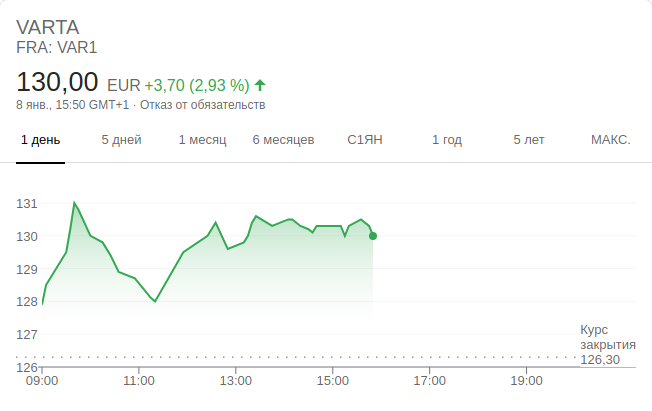 VARTA
FRA: VAR1
130,00 EUR +3,70 (2,93 %)
8 янв., 15:50 GMT+1 · Отказ от обязательств
1 день 5 дней 1 месяц 6 месяцев С1ЯН 1 год 5 лет МАКС.
131
130
129
128
127
126
Курс
закрытия
126,30
09:00 11:00 13:00 15:00 17:00 19:00